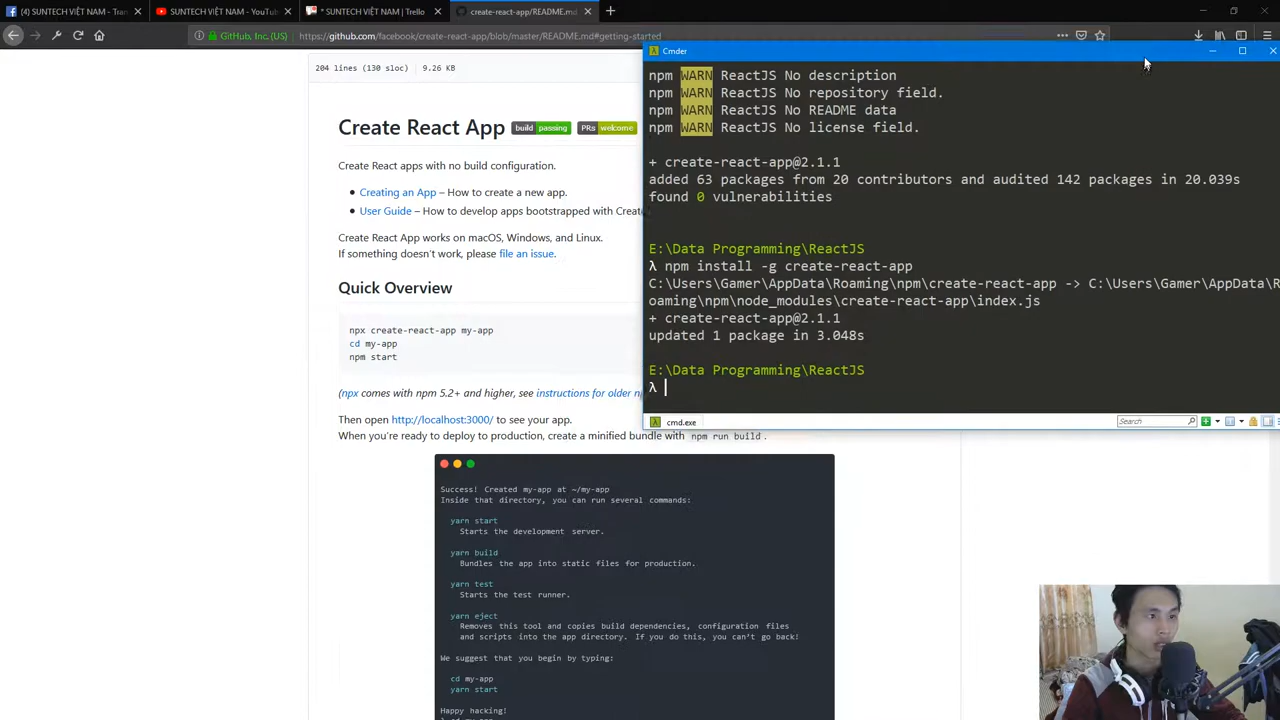 (4) SUNTECH VIỆT NAM - Tran
SUNTECH VIỆT NAM - YouTu
* SUNTECH VIỆT NAM | Trello
create-react-app/README.md
GitHub, Inc. (US)
https://github.com/facebook/create-react-app/blob/master/README.md#getting-started
204 lines (130 sloc)
9.26 KB
Create React App
build passing
PRs welcome
Create React apps with no build configuration.
Creating an App – How to create a new app.
User Guide – How to develop apps bootstrapped with Creat
Create React App works on macOS, Windows, and Linux.
If something doesn't work, please file an issue.
Quick Overview
npx create-react-app my-app
cd my-app
npm start
(npx comes with npm 5.2+ and higher, see instructions for older n
Then open http://localhost:3000/ to see your app.
When you're ready to deploy to production, create a minified bundle with npm run build.
Success! Created my-app at ~/my-app
Inside that directory, you can run several commands:
yarn start
Starts the development server.
yarn build
Bundles the app into static files for production.
yarn test
Starts the test runner.
yarn eject
Removes this tool and copies build dependencies, configuration files
and scripts into the app directory. If you do this, you can't go back!
We suggest that you begin by typing:
cd my-app
yarn start
Happy hacking!
Cmder
npm WARN ReactJS No description
npm WARN ReactJS No repository field.
npm WARN ReactJS No README data
npm WARN ReactJS No license field.
+ create-react-app@2.1.1
added 63 packages from 20 contributors and audited 142 packages in 20.039s
found 0 vulnerabilities
E:\Data Programming\ReactJS
λ npm install -g create-react-app
C:\Users\Gamer\AppData\Roaming\npm\create-react-app -> C:\Users\Gamer\AppData\R
oaming\npm\node_modules\create-react-app\index.js
+ create-react-app@2.1.1
updated 1 package in 3.048s
E:\Data Programming\ReactJS
λ
cmd.exe
Search